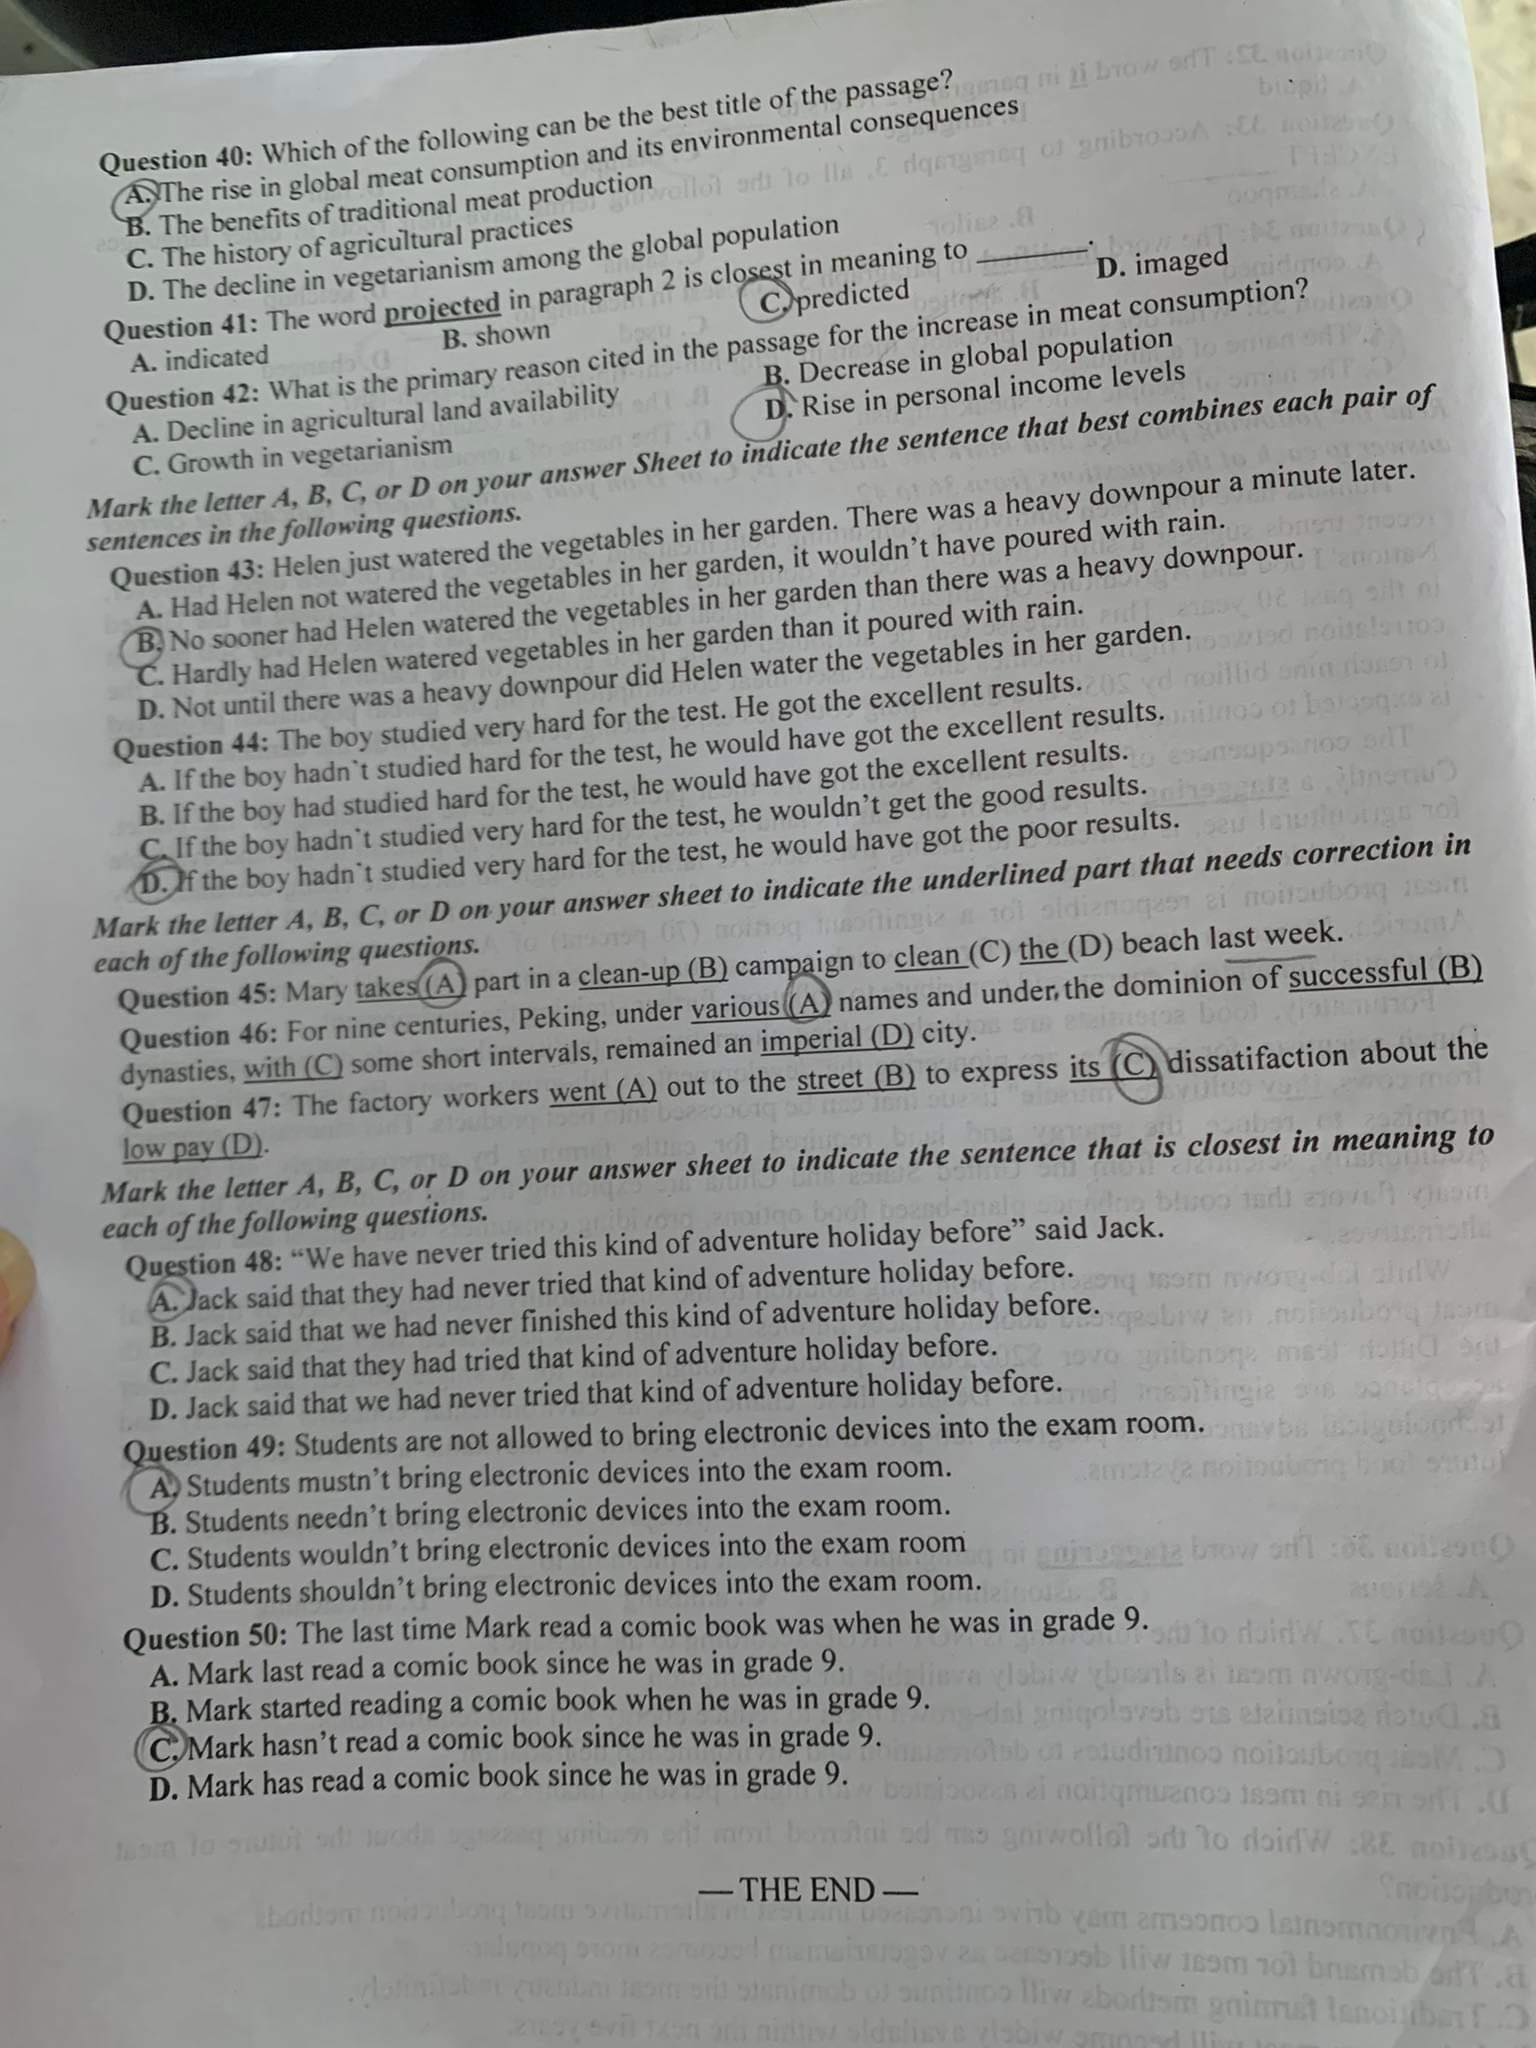 Question 40: Which of the following can be the best title of the passage?
A. The rise in global meat consumption and its environmental consequences
B. The benefits of traditional meat production
C. The history of agricultural practices
D. The decline in vegetarianism among the global population
Question 41: The word projected in paragraph 2 is closest in meaning to ________.
A. indicated B. shown C. predicted D. imaged
Question 42: What is the primary reason cited in the passage for the increase in meat consumption?
A. Decline in agricultural land availability B. Decrease in global population
C. Growth in vegetarianism D. Rise in personal income levels
Mark the letter A, B, C, or D on your answer Sheet to indicate the sentence that best combines each pair of
sentences in the following questions.
Question 43: Helen just watered the vegetables in her garden. There was a heavy downpour a minute later.
A. Had Helen not watered the vegetables in her garden, it wouldn't have poured with rain.
B. No sooner had Helen watered the vegetables in her garden than there was a heavy downpour.
C. Hardly had Helen watered vegetables in her garden than it poured with rain.
D. Not until there was a heavy downpour did Helen water the vegetables in her garden.
Question 44: The boy studied very hard for the test. He got the excellent results.
A. If the boy hadn't studied hard for the test, he would have got the excellent results.
B. If the boy had studied hard for the test, he would have got the excellent results.
C. If the boy hadn't studied very hard for the test, he wouldn't get the good results.
D. If the boy hadn't studied very hard for the test, he would have got the poor results.
Mark the letter A, B, C, or D on your answer sheet to indicate the underlined part that needs correction in
each of the following questions.
Question 45: Mary takes (A) part in a clean-up (B) campaign to clean (C) the (D) beach last week.
Question 46: For nine centuries, Peking, under various (A) names and under the dominion of successful (B)
dynasties, with (C) some short intervals, remained an imperial (D) city.
Question 47: The factory workers went (A) out to the street (B) to express its (C) dissatifaction about the
low pay (D).
Mark the letter A, B, C, or D on your answer sheet to indicate the sentence that is closest in meaning to
each of the following questions.
Question 48: "We have never tried this kind of adventure holiday before" said Jack.
A. Jack said that they had never tried that kind of adventure holiday before.
B. Jack said that we had never finished this kind of adventure holiday before.
C. Jack said that they had tried that kind of adventure holiday before.
D. Jack said that we had never tried that kind of adventure holiday before.
Question 49: Students are not allowed to bring electronic devices into the exam room.
A. Students mustn't bring electronic devices into the exam room.
B. Students needn't bring electronic devices into the exam room.
C. Students wouldn't bring electronic devices into the exam room
D. Students shouldn't bring electronic devices into the exam room.
Question 50: The last time Mark read a comic book was when he was in grade 9.
A. Mark last read a comic book since he was in grade 9.
B. Mark started reading a comic book when he was in grade 9.
C. Mark hasn't read a comic book since he was in grade 9.
D. Mark has read a comic book since he was in grade 9.
— THE END —